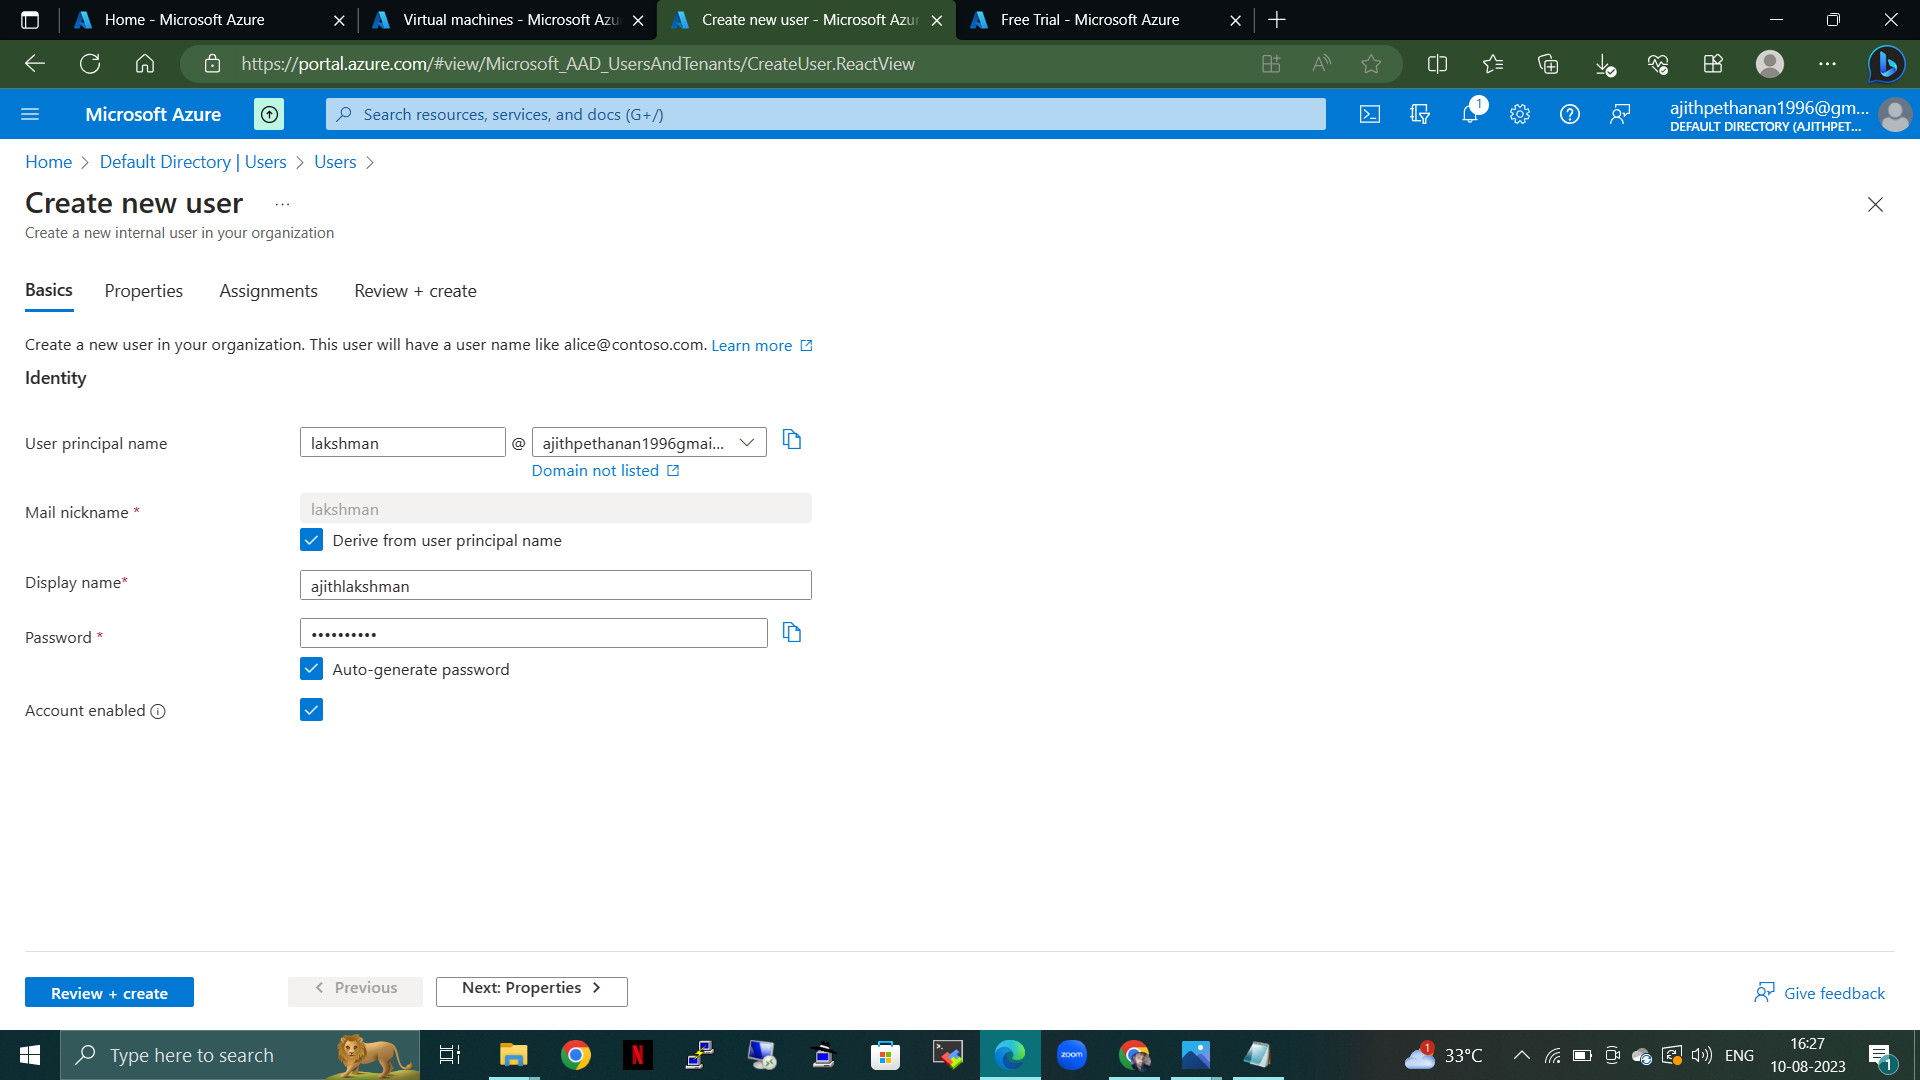 Home - Microsoft Azure
Virtual machines - Microsoft Azu
Create new user - Microsoft Azur
Free Trial - Microsoft Azure
https://portal.azure.com/#view/Microsoft_AAD_UsersAndTenants/CreateUser.ReactView
Microsoft Azure
Search resources, services, and docs (G+/)
1
ajithpethanan1996@gm...
DEFAULT DIRECTORY (AJITHPET...
Home > Default Directory | Users > Users >
Create new user ...
Create a new internal user in your organization
Basics Properties Assignments Review + create
Create a new user in your organization. This user will have a user name like alice@contoso.com. Learn more
Identity
User principal name
lakshman @ ajithpethanan1996gmai...
Domain not listed
Mail nickname *
lakshman
Derive from user principal name
Display name*
ajithlakshman
Password *
••••••••••
Auto-generate password
Account enabled
Review + create
< Previous
Next: Properties >
Give feedback
Type here to search
N
zoom
1
33°C
ENG
16:27
10-08-2023
1